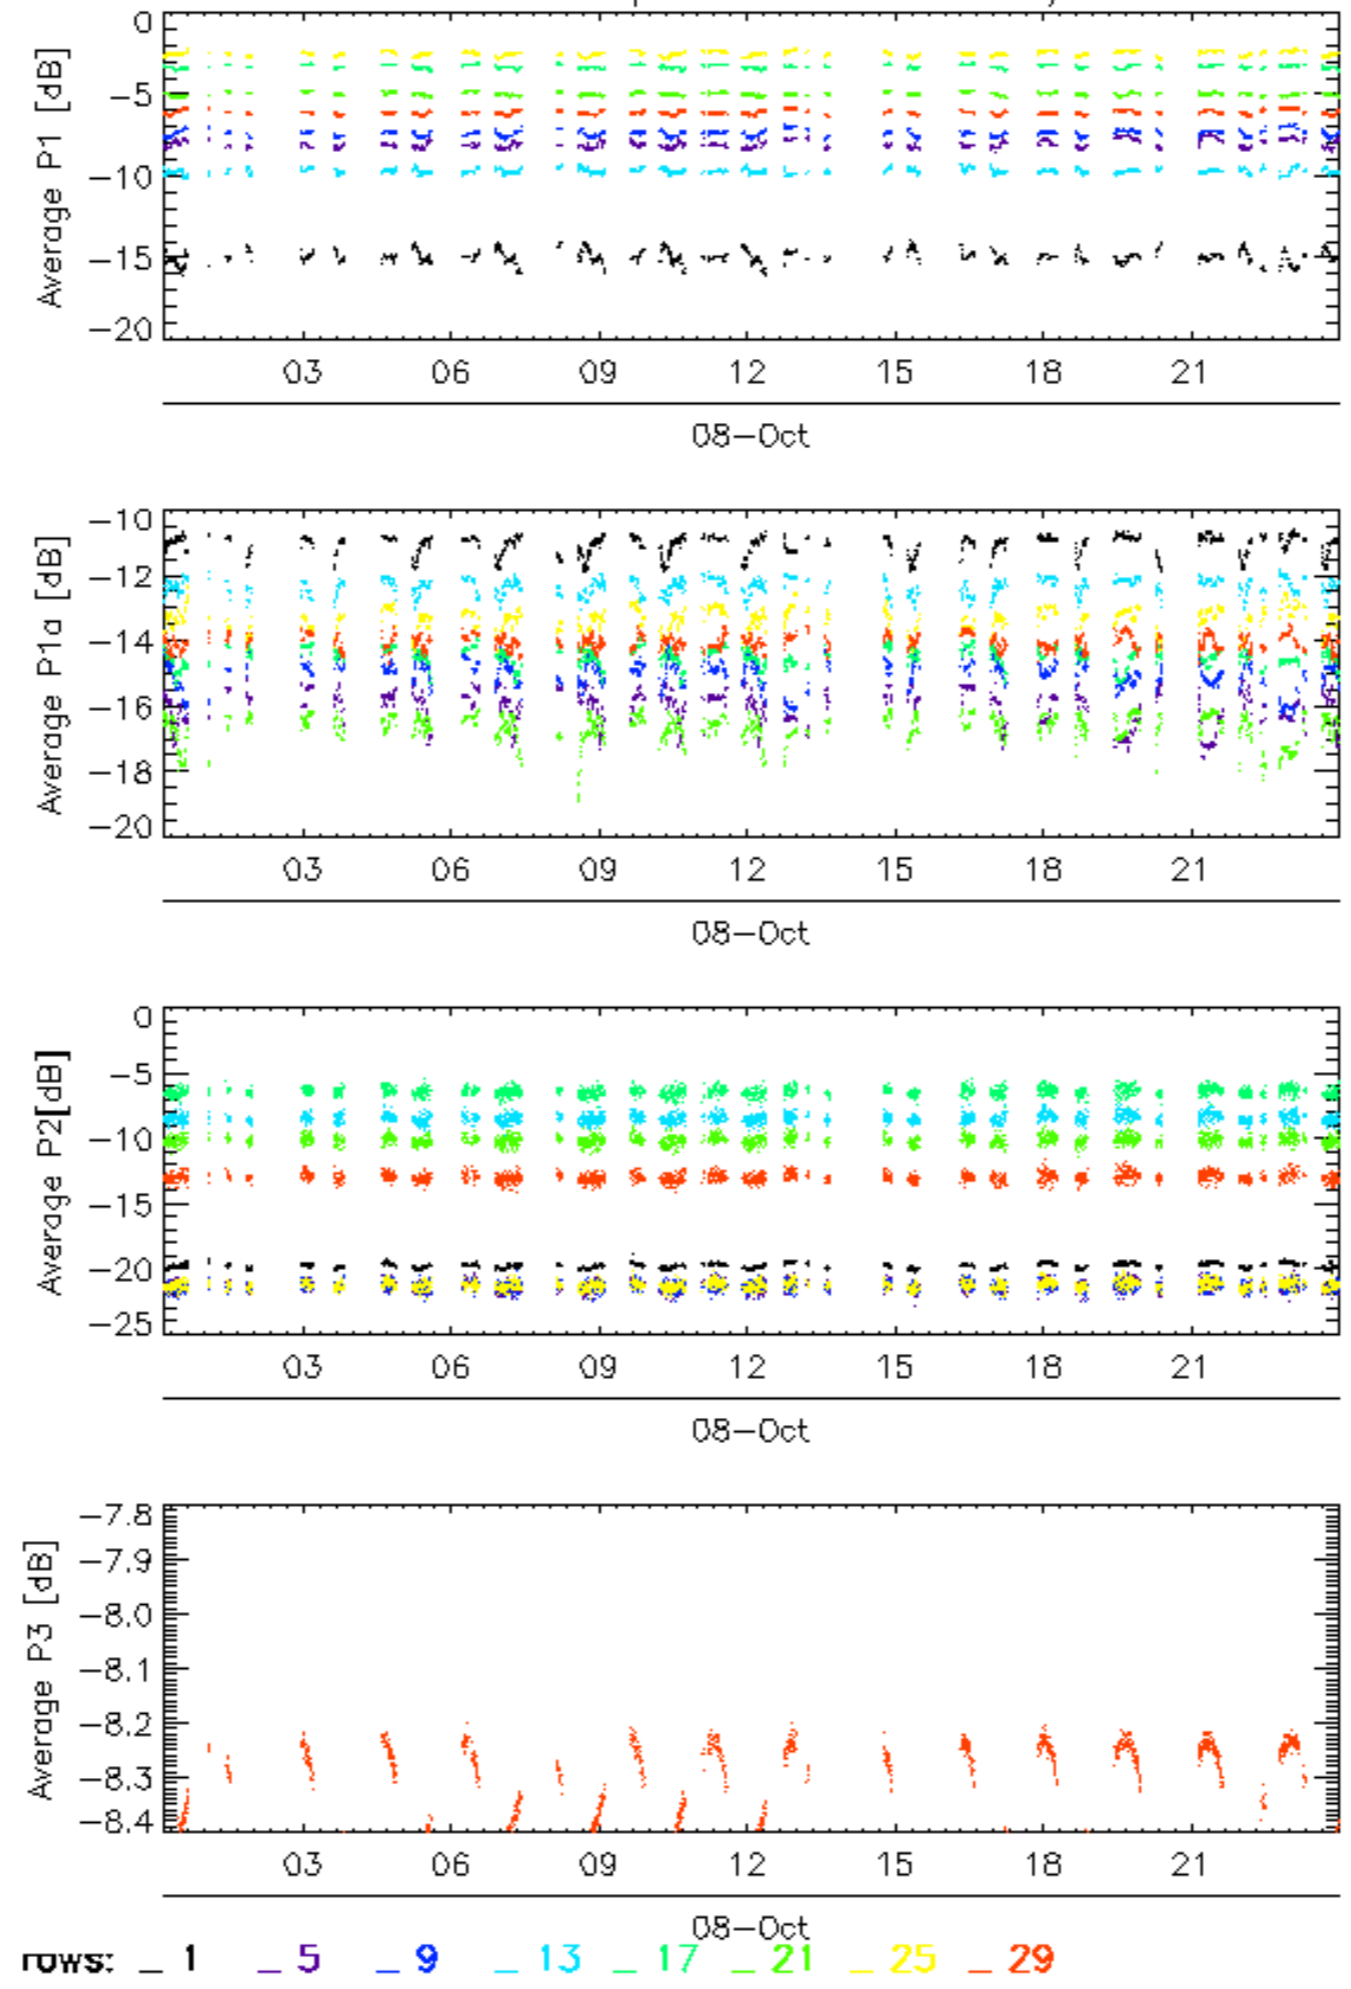 0
−5
−10
−15
−20
Average P1 [dB]
03 06 09 12 15 18 21
08−Oct
−10
−12
−14
−16
−18
−20
Average P1a [dB]
03 06 09 12 15 18 21
08−Oct
0
−5
−10
−15
−20
−25
Average P2[dB]
03 06 09 12 15 18 21
08−Oct
−7.8
−7.9
−8.0
−8.1
−8.2
−8.3
−8.4
Average P3 [dB]
03 06 09 12 15 18 21
08−Oct
rows: _ 1 _ 5 _ 9 _ 13 _ 17 _ 21 _ 25 _ 29